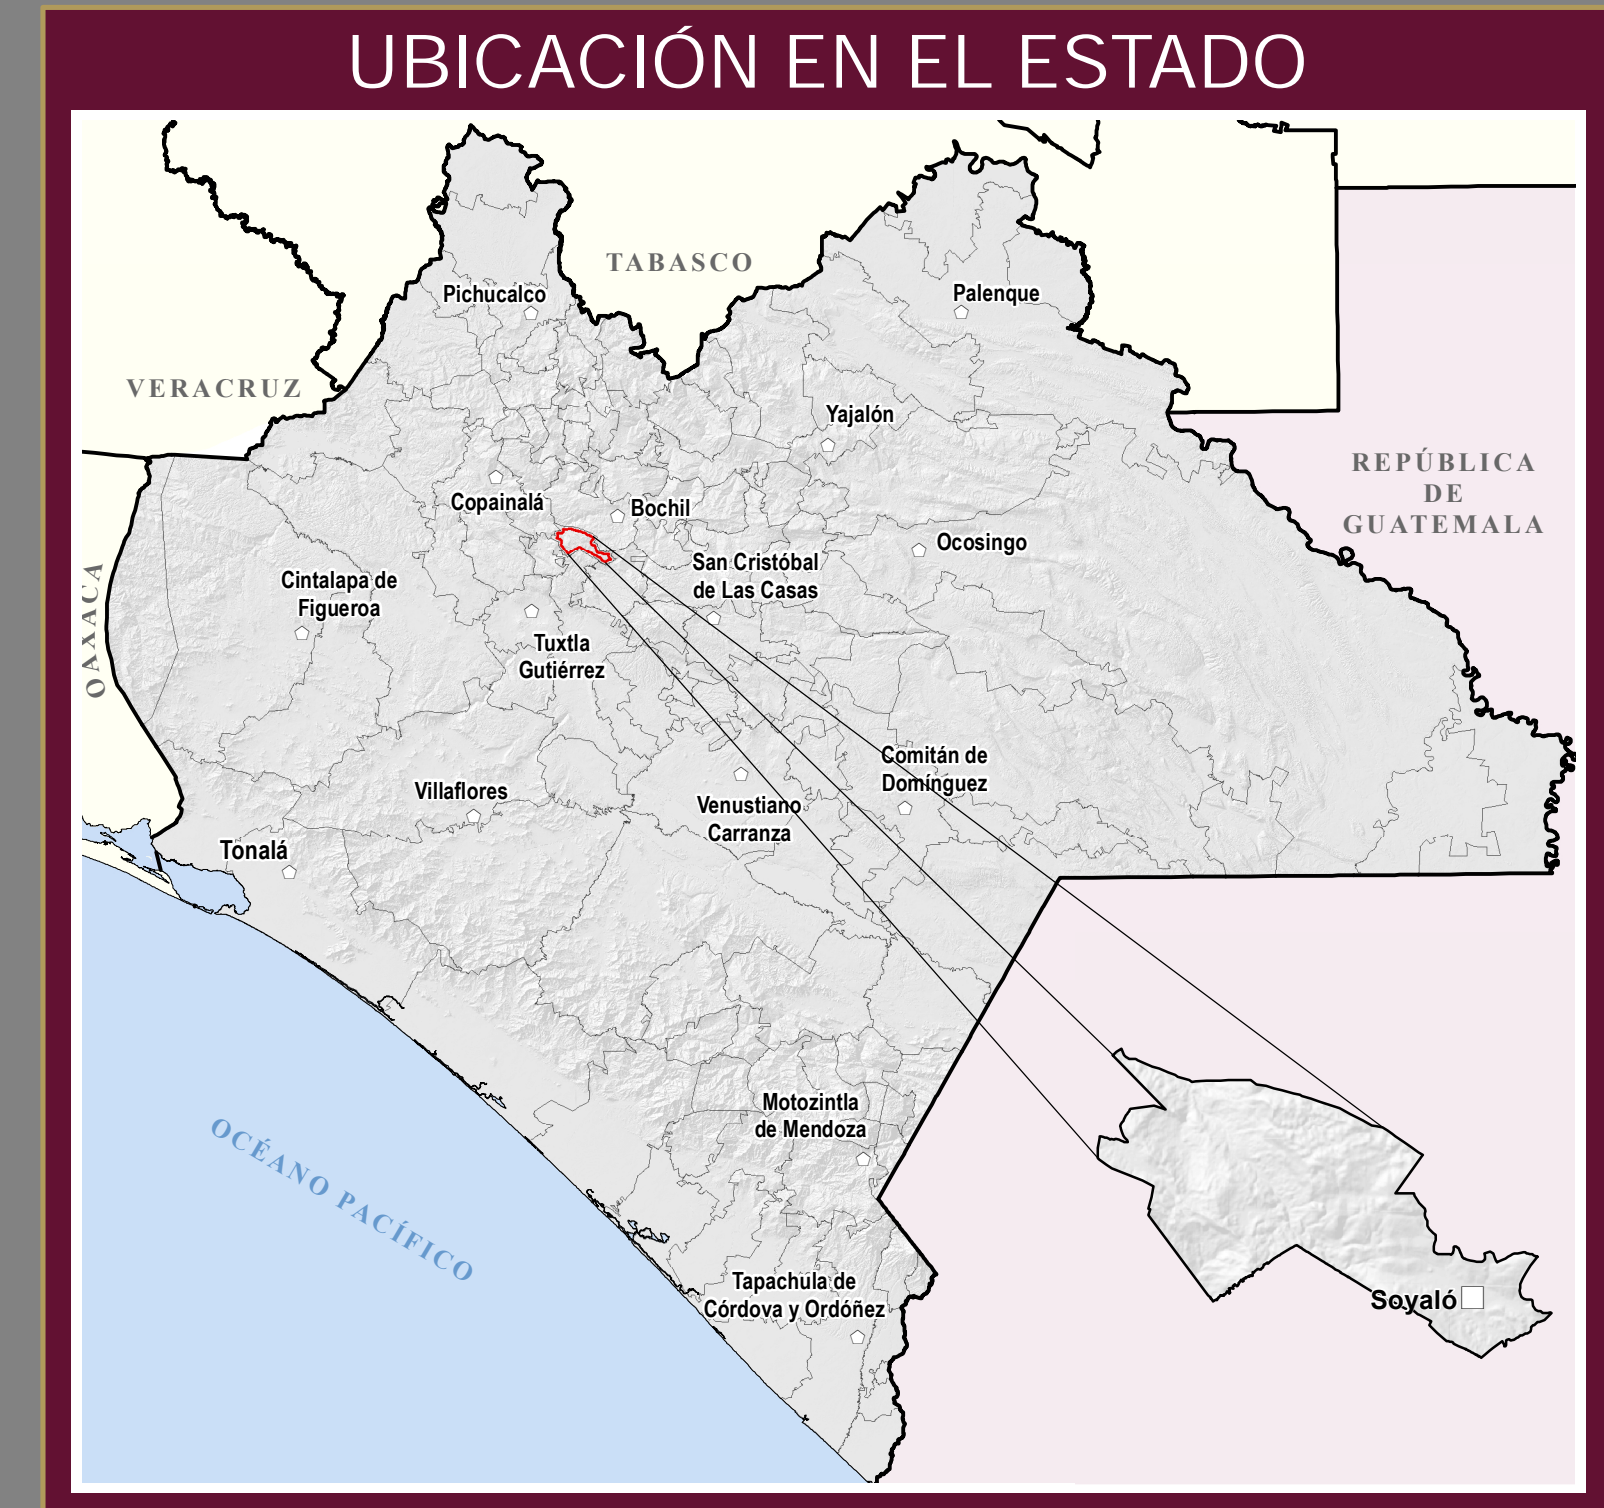 UBICACIÓN EN EL ESTADO
TABASCO
Pichucalco
Palenque
VERACRUZ
Yajalón
REPÚBLICA
DE
GUATEMALA
Copainalá
Bochil
Ocosingo
San Cristóbal
de Las Casas
OAXACA
Cintalapa de
Figueroa
Tuxtla
Gutiérrez
Comitán de
Domínguez
Villaflores
Venustiano
Carranza
Tonalá
Motozintla
de Mendoza
OCÉANO PACÍFICO
Tapachula de
Córdova y Ordóñez
Soyaló